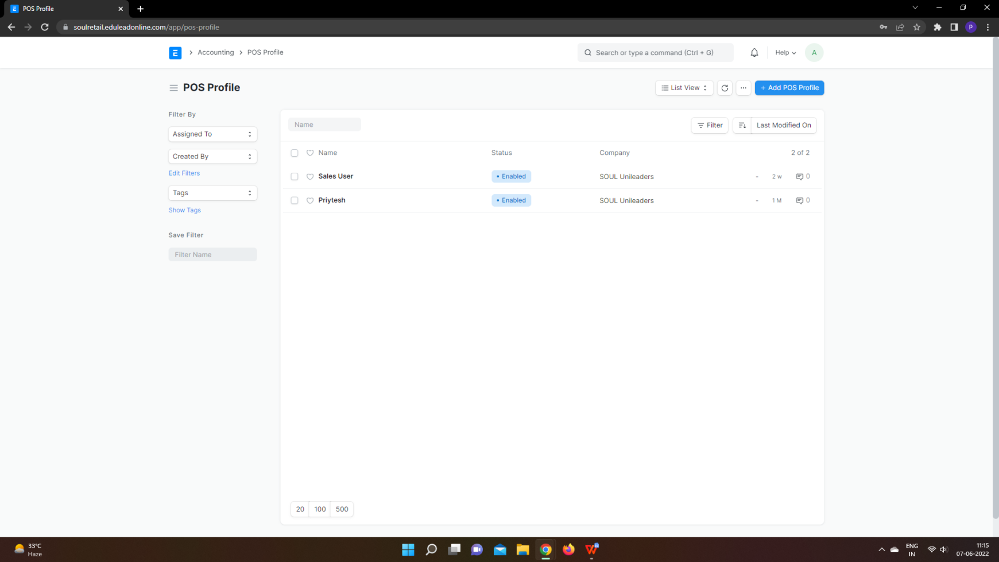 POS Profile
soulretail.eduleadonline.com/app/pos-profile
P
E
Accounting
POS Profile
Search or type a command (Ctrl + G)
Help
A
POS Profile
List View
+ Add POS Profile
Filter By
Assigned To
Created By
Edit Filters
Tags
Show Tags
Save Filter
Filter Name
Name
Filter
Last Modified On
Name Status Company 2 of 2
Sales User • Enabled SOUL Unileaders - 2 w 0
Priytesh • Enabled SOUL Unileaders - 1 M 0
20 100 500
33°C
Haze
ENG
IN
11:15
07-06-2022